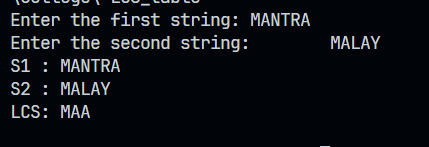 Enter the first string: MANTRA
Enter the second string:        MALAY
S1 : MANTRA
S2 : MALAY
LCS: MAA